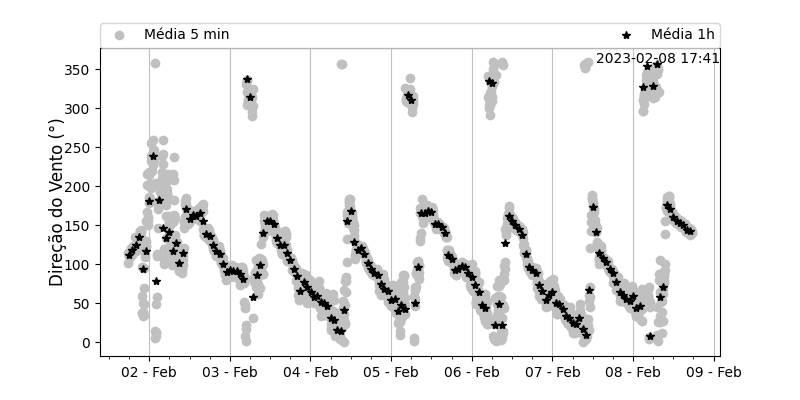 Média 5 min
Média 1h
2023-02-08 17:41
Direção do Vento (°)
350
300
250
200
150
100
50
0
02 - Feb
03 - Feb
04 - Feb
05 - Feb
06 - Feb
07 - Feb
08 - Feb
09 - Feb